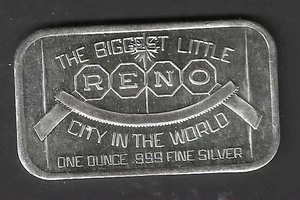 THE BIGGEST LITTLE
RENO
CITY IN THE WORLD
ONE OUNCE .999 FINE SILVER